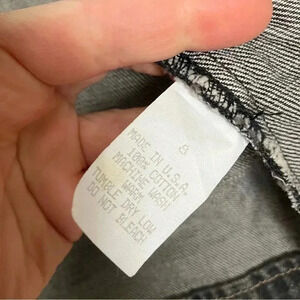 8
MADE IN U.S.A.
100% COTTON
MACHINE WASH
WARM
TUMBLE DRY LOW
DO NOT BLEACH